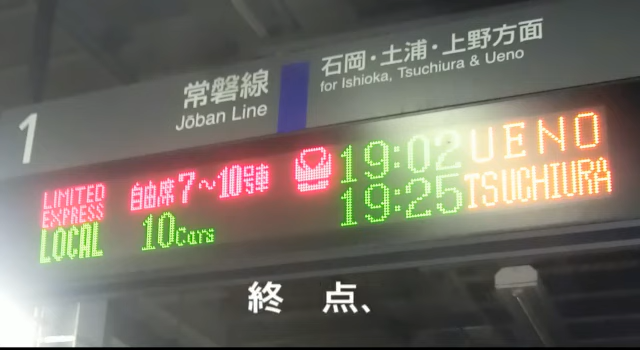 1
常磐線
Jōban Line
石岡・土浦・上野方面
for Ishioka, Tsuchiura & Ueno
LIMITED EXPRESS 自由席7～10号車 19:02 UENO
LOCAL 10Cars 19:25 TSUCHIURA
終 点、